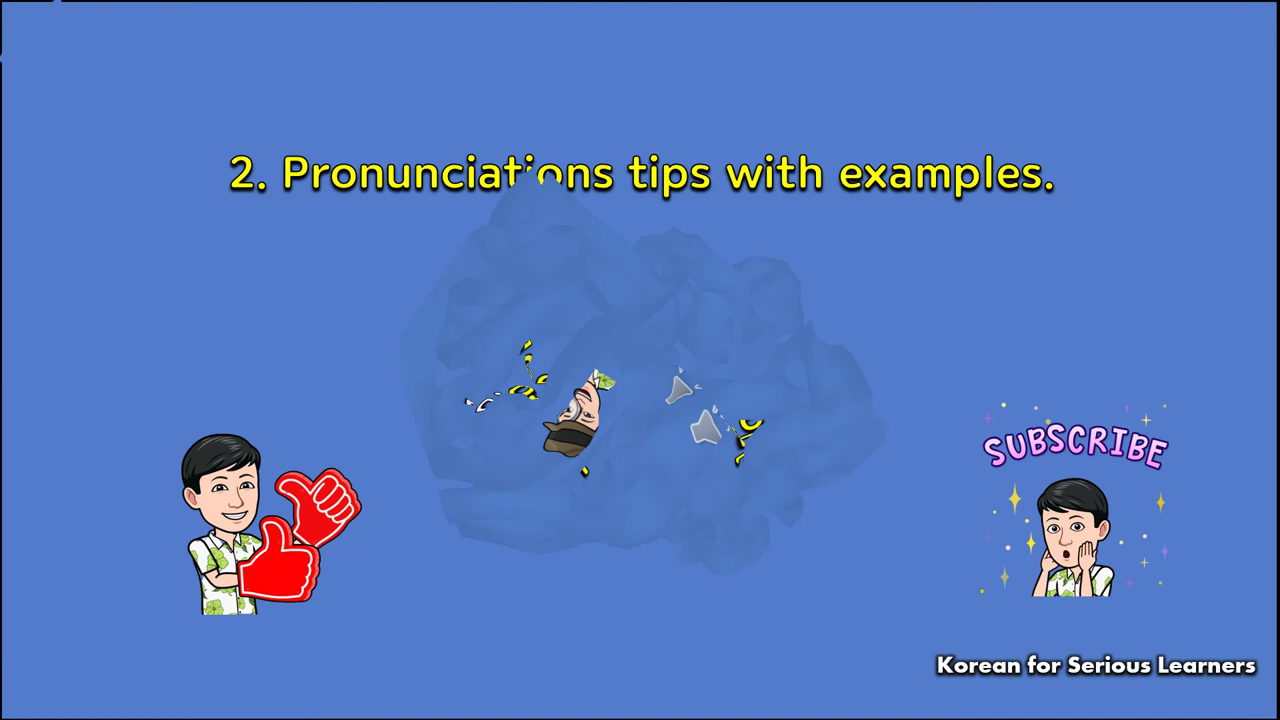 2. Pronunciations tips with examples.
SUBSCRIBE
Korean for Serious Learners